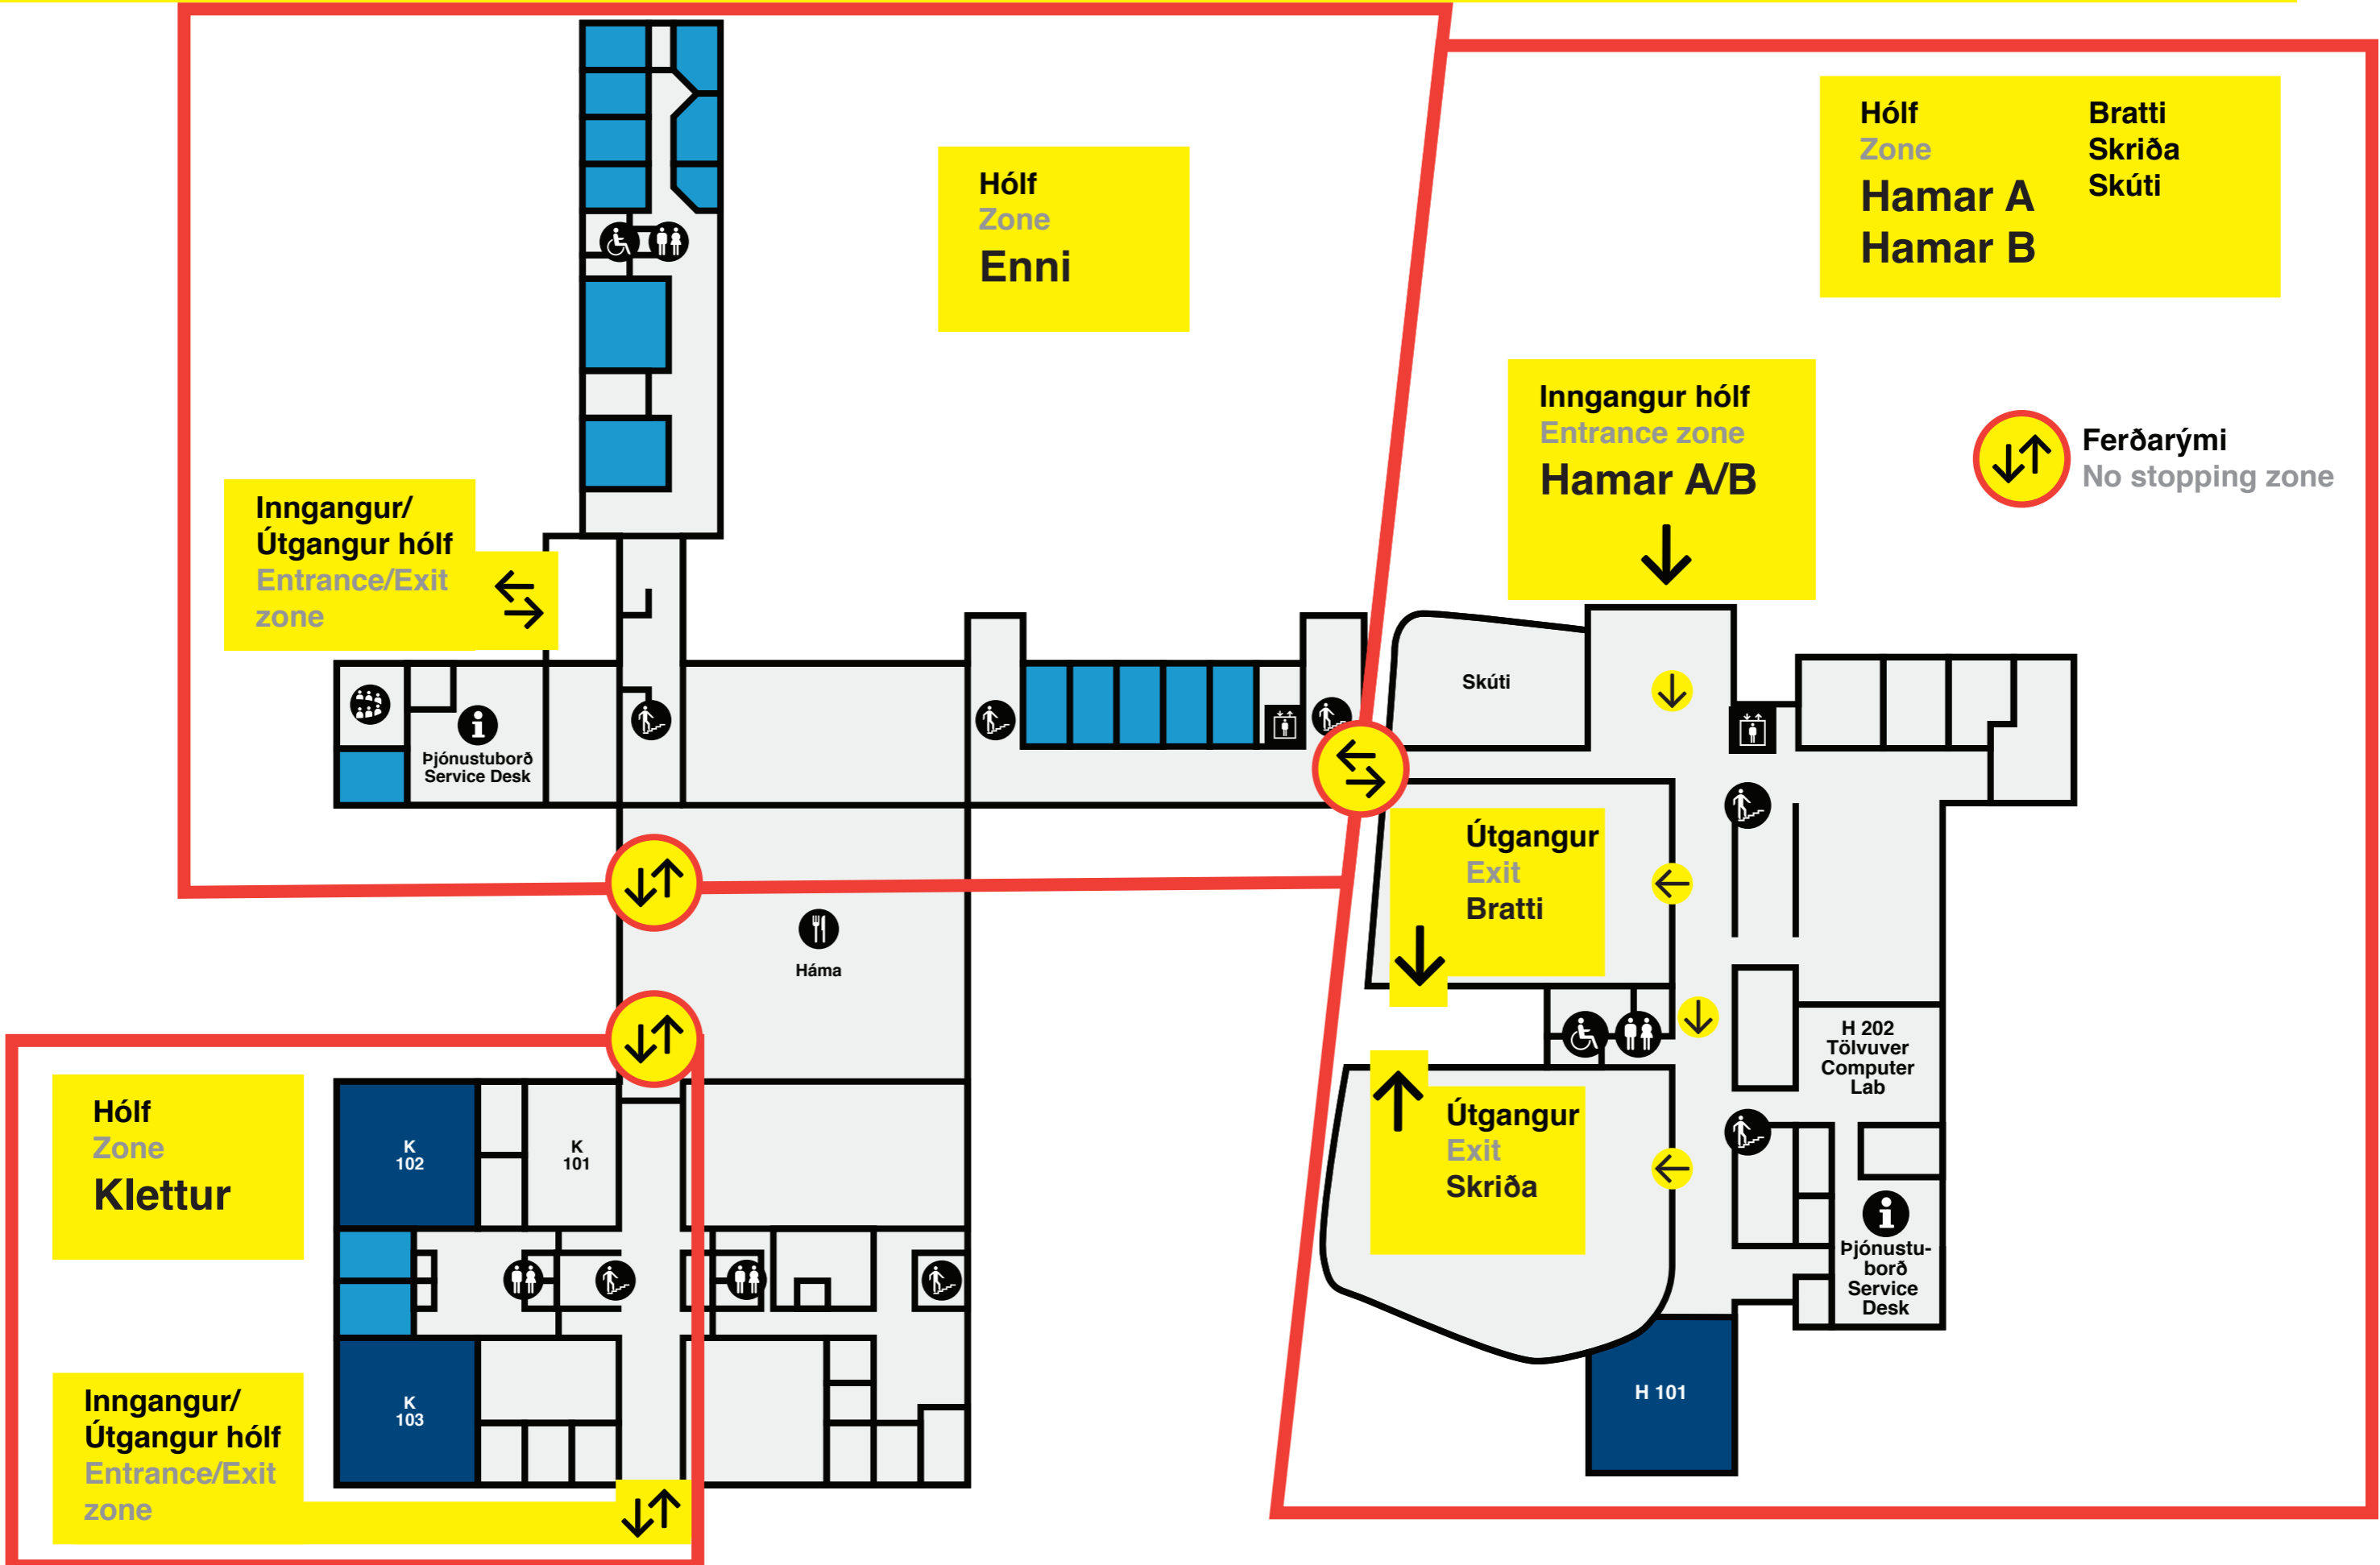 Hólf
Zone
Enni
Hólf
Zone
Hamar A
Hamar B
Bratti
Skriða
Skúti
Inngangur hólf
Entrance zone
Hamar A/B
Ferðarými
No stopping zone
Inngangur/
Útgangur hólf
Entrance/Exit
zone
Þjónustuborð
Service Desk
Skúti
Útgangur
Exit
Bratti
Háma
H 202
Tölvuver
Computer
Lab
Útgangur
Exit
Skriða
Þjónustu-
borð
Service
Desk
H 101
Hólf
Zone
Klettur
K
102
K
101
K
103
Inngangur/
Útgangur hólf
Entrance/Exit
zone